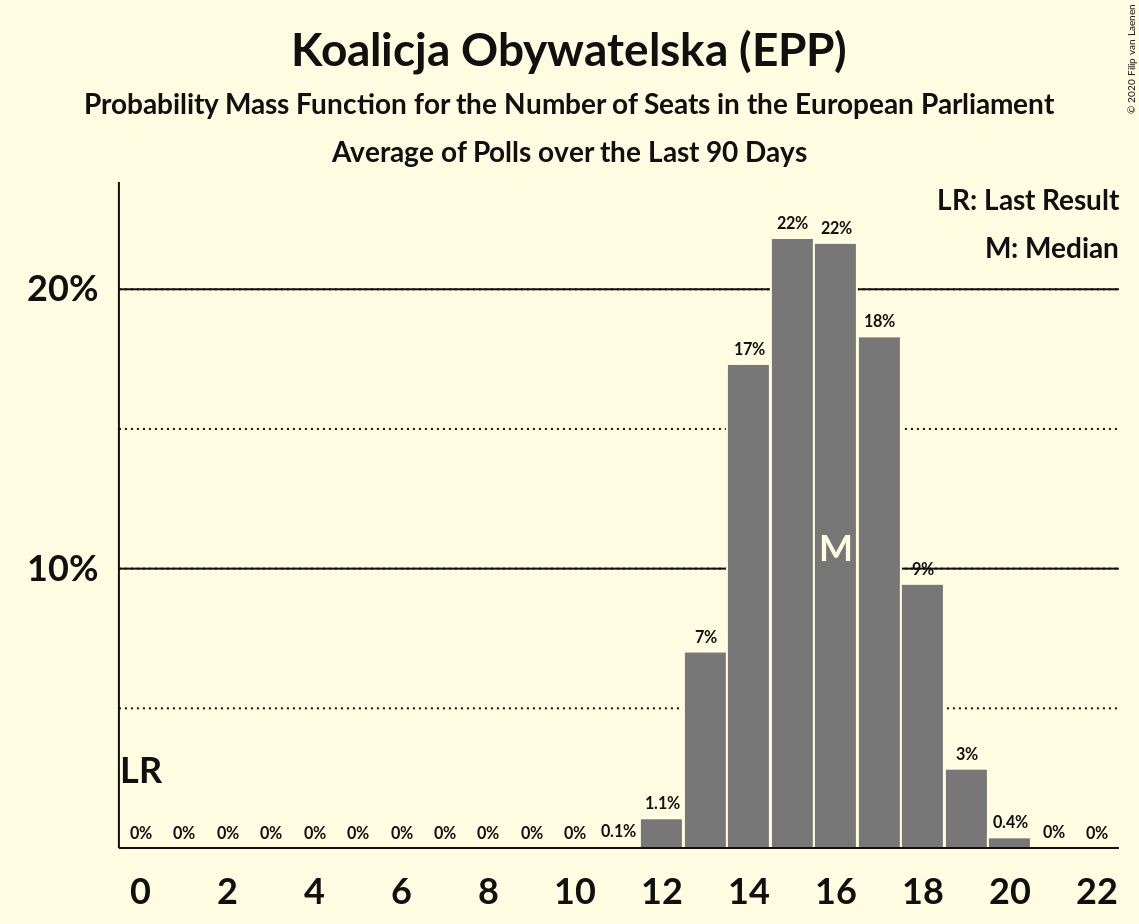 Koalicja Obywatelska (EPP)
Probability Mass Function for the Number of Seats in the European Parliament
Average of Polls over the Last 90 Days
© 2020 Filip van Laenen
LR: Last Result
M: Median
20%
10%
22% 22%
18%
17%
9%
7%
3%
1.1%
0.4%
0.1%
M
LR
0% 0% 0% 0% 0% 0% 0% 0% 0% 0% 0% 0% 0%
0 2 4 6 8 10 12 14 16 18 20 22